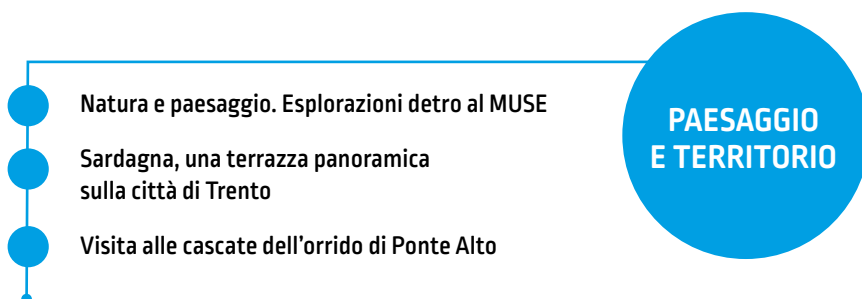 Natura e paesaggio. Esplorazioni detro al MUSE
Sardagna, una terrazza panoramica
sulla città di Trento
Visita alle cascate dell'orrido di Ponte Alto
PAESAGGIO
E TERRITORIO